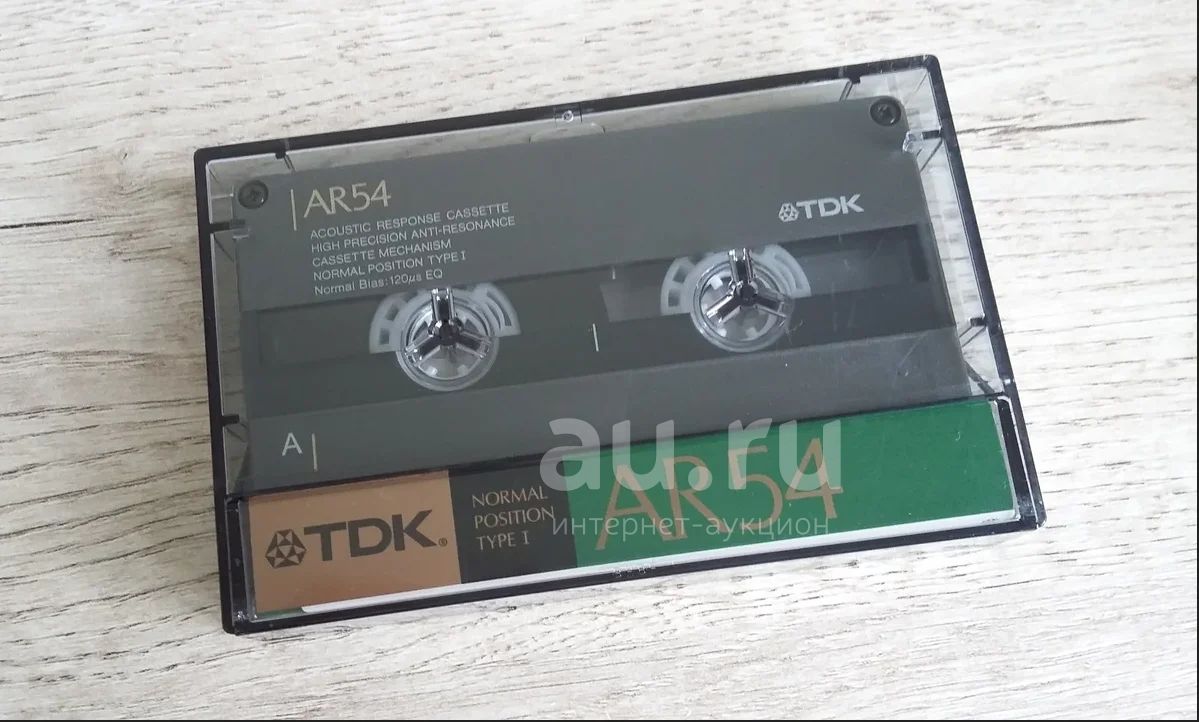 AR54
ACOUSTIC RESPONSE CASSETTE
HIGH PRECISION ANTI-RESONANCE
CASSETTE MECHANISM
NORMAL POSITION TYPE I
Normal Bias: 120µs EQ
TDK
A
au.ru
интернет-аукцион
TDK
NORMAL
POSITION
TYPE I
AR54